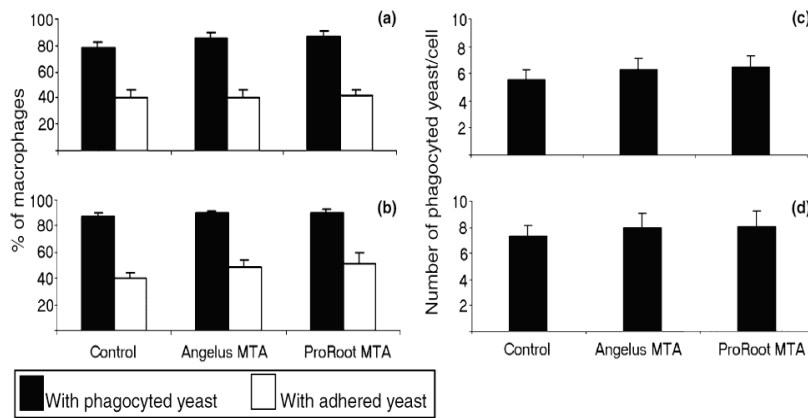 % of macrophages
100
80
60
40
20
(a)
100
80
60
40
20
(b)
Control
Angelus MTA
ProRoot MTA
Number of phagocyted yeast/cell
10
8
6
4
2
(c)
10
8
6
4
2
(d)
Control
Angelus MTA
ProRoot MTA
With phagocyted yeast
With adhered yeast